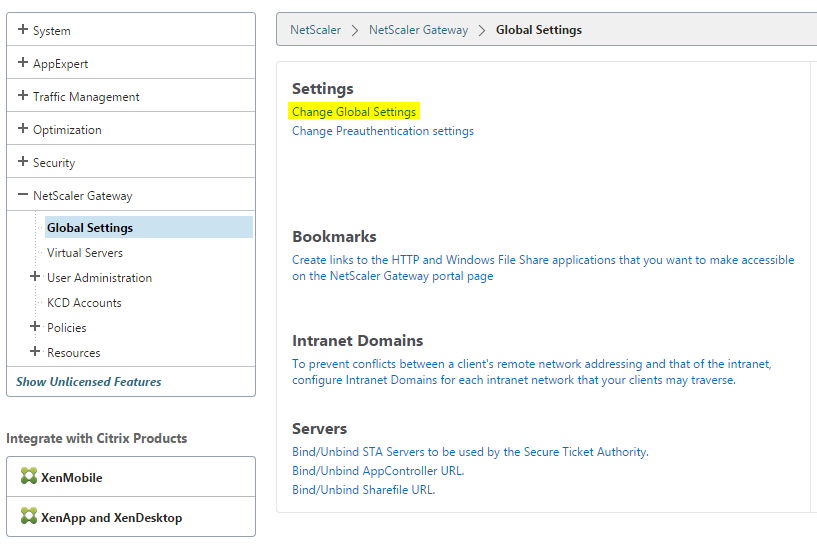 System
AppExpert
Traffic Management
Optimization
Security
NetScaler Gateway
Global Settings
Virtual Servers
User Administration
KCD Accounts
Policies
Resources
Show Unlicensed Features
Integrate with Citrix Products
XenMobile
XenApp and XenDesktop
NetScaler > NetScaler Gateway > Global Settings
Settings
Change Global Settings
Change Preauthentication settings
Bookmarks
Create links to the HTTP and Windows File Share applications that you want to make accessible
on the NetScaler Gateway portal page
Intranet Domains
To prevent conflicts between a client's remote network addressing and that of the intranet,
configure Intranet Domains for each intranet network that your clients may traverse.
Servers
Bind/Unbind STA Servers to be used by the Secure Ticket Authority.
Bind/Unbind AppController URL.
Bind/Unbind Sharefile URL.